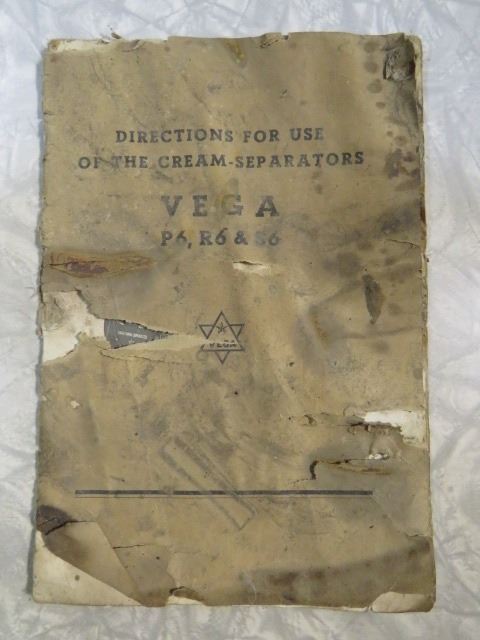 DIRECTIONS FOR USE
OF THE CREAM-SEPARATORS
VEGA
P6, R6 & S6
VEGA